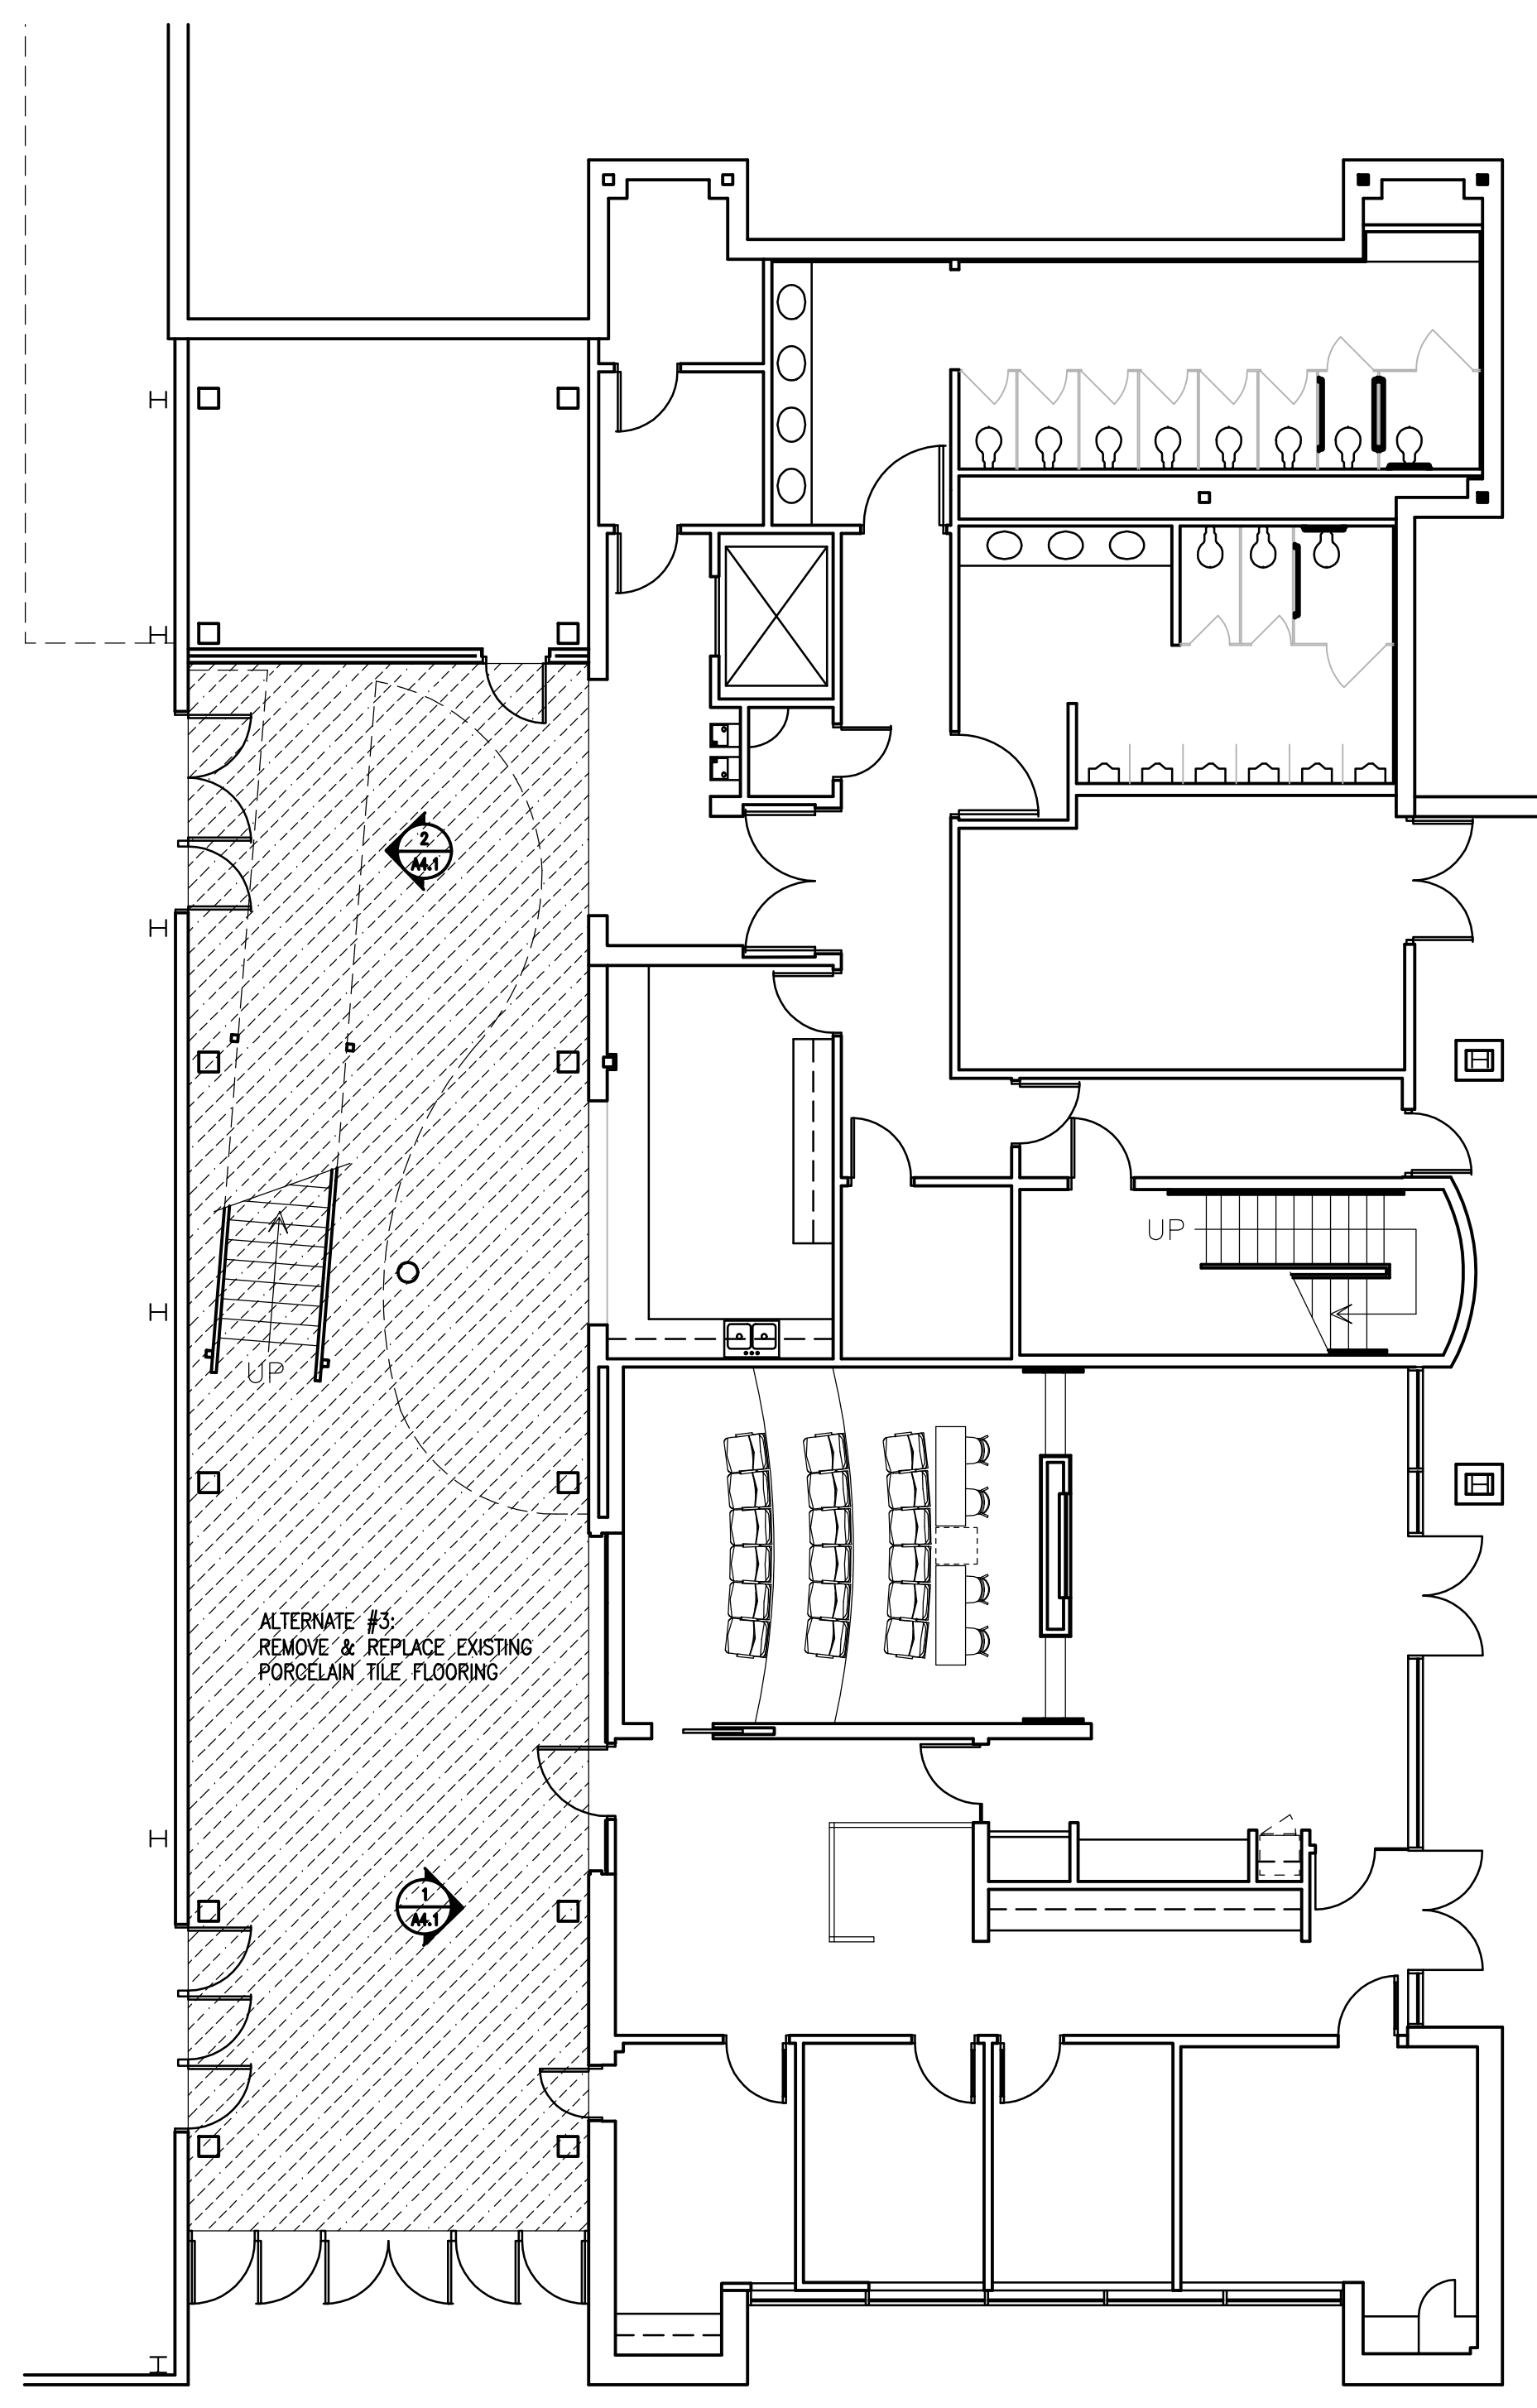 2
A4.1
UP
UP
ALTERNATE #3:
REMOVE & REPLACE EXISTING
PORCELAIN TILE FLOORING
1
A4.1